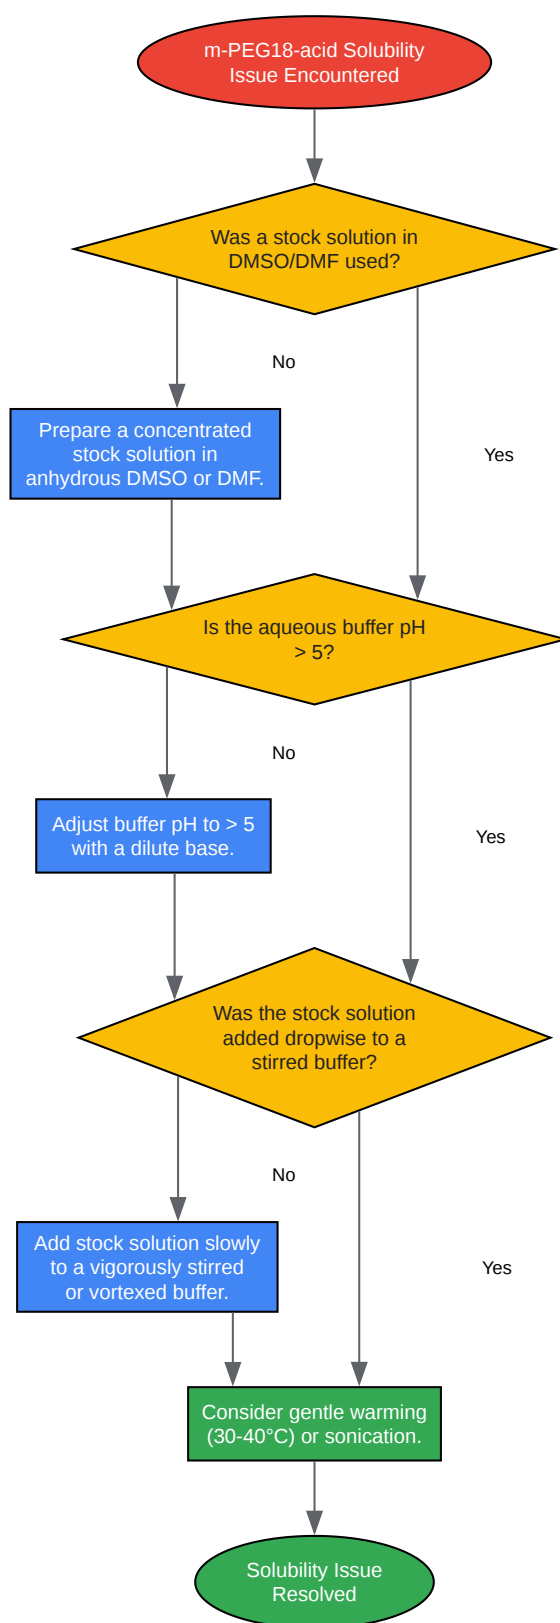 m-PEG18-acid Solubility
Issue Encountered
Was a stock solution in
DMSO/DMF used?
No
Prepare a concentrated
stock solution in
anhydrous DMSO or DMF.
Yes
Is the aqueous buffer pH
> 5?
No
Adjust buffer pH to > 5
with a dilute base.
Yes
Was the stock solution
added dropwise to a
stirred buffer?
No
Add stock solution slowly
to a vigorously stirred
or vortexed buffer.
Yes
Consider gentle warming
(30-40°C) or sonication.
Solubility Issue
Resolved